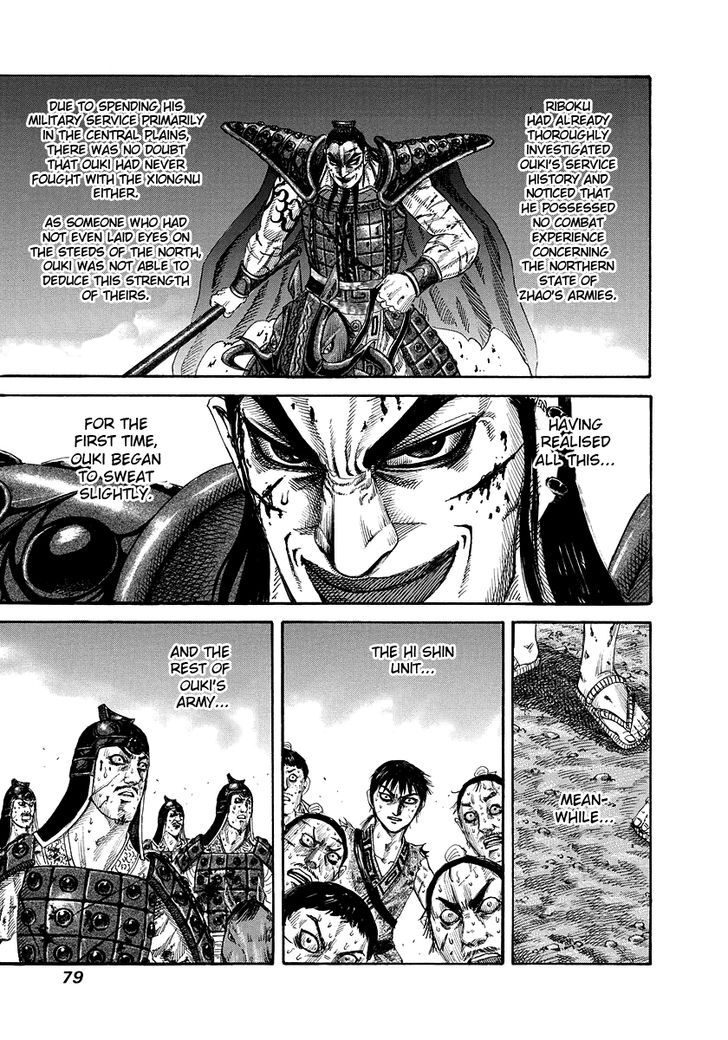 RIBOKU
HAD ALREADY
THOROUGHLY
INVESTIGATED
OUKI'S SERVICE
HISTORY AND
NOTICED THAT
HE POSSESSED
NO COMBAT
EXPERIENCE
CONCERNING
THE NORTHERN
STATE OF
ZHAO'S ARMIES.
DUE TO SPENDING HIS
MILITARY SERVICE PRIMARILY
IN THE CENTRAL PLAINS,
THERE WAS NO DOUBT
THAT OUKI HAD NEVER
FOUGHT WITH THE XIONGNU
EITHER.
AS SOMEONE WHO HAD
NOT EVEN LAID EYES ON
THE STEEDS OF THE NORTH,
OUKI WAS NOT ABLE TO
DEDUCE THIS STRENGTH
OF THEIRS.
HAVING
REALISED
ALL THIS...
FOR THE
FIRST TIME,
OUKI BEGAN
TO SWEAT
SLIGHTLY.
MEAN-
WHILE...
THE HI SHIN
UNIT...
AND THE
REST OF
OUKI'S
ARMY...
79